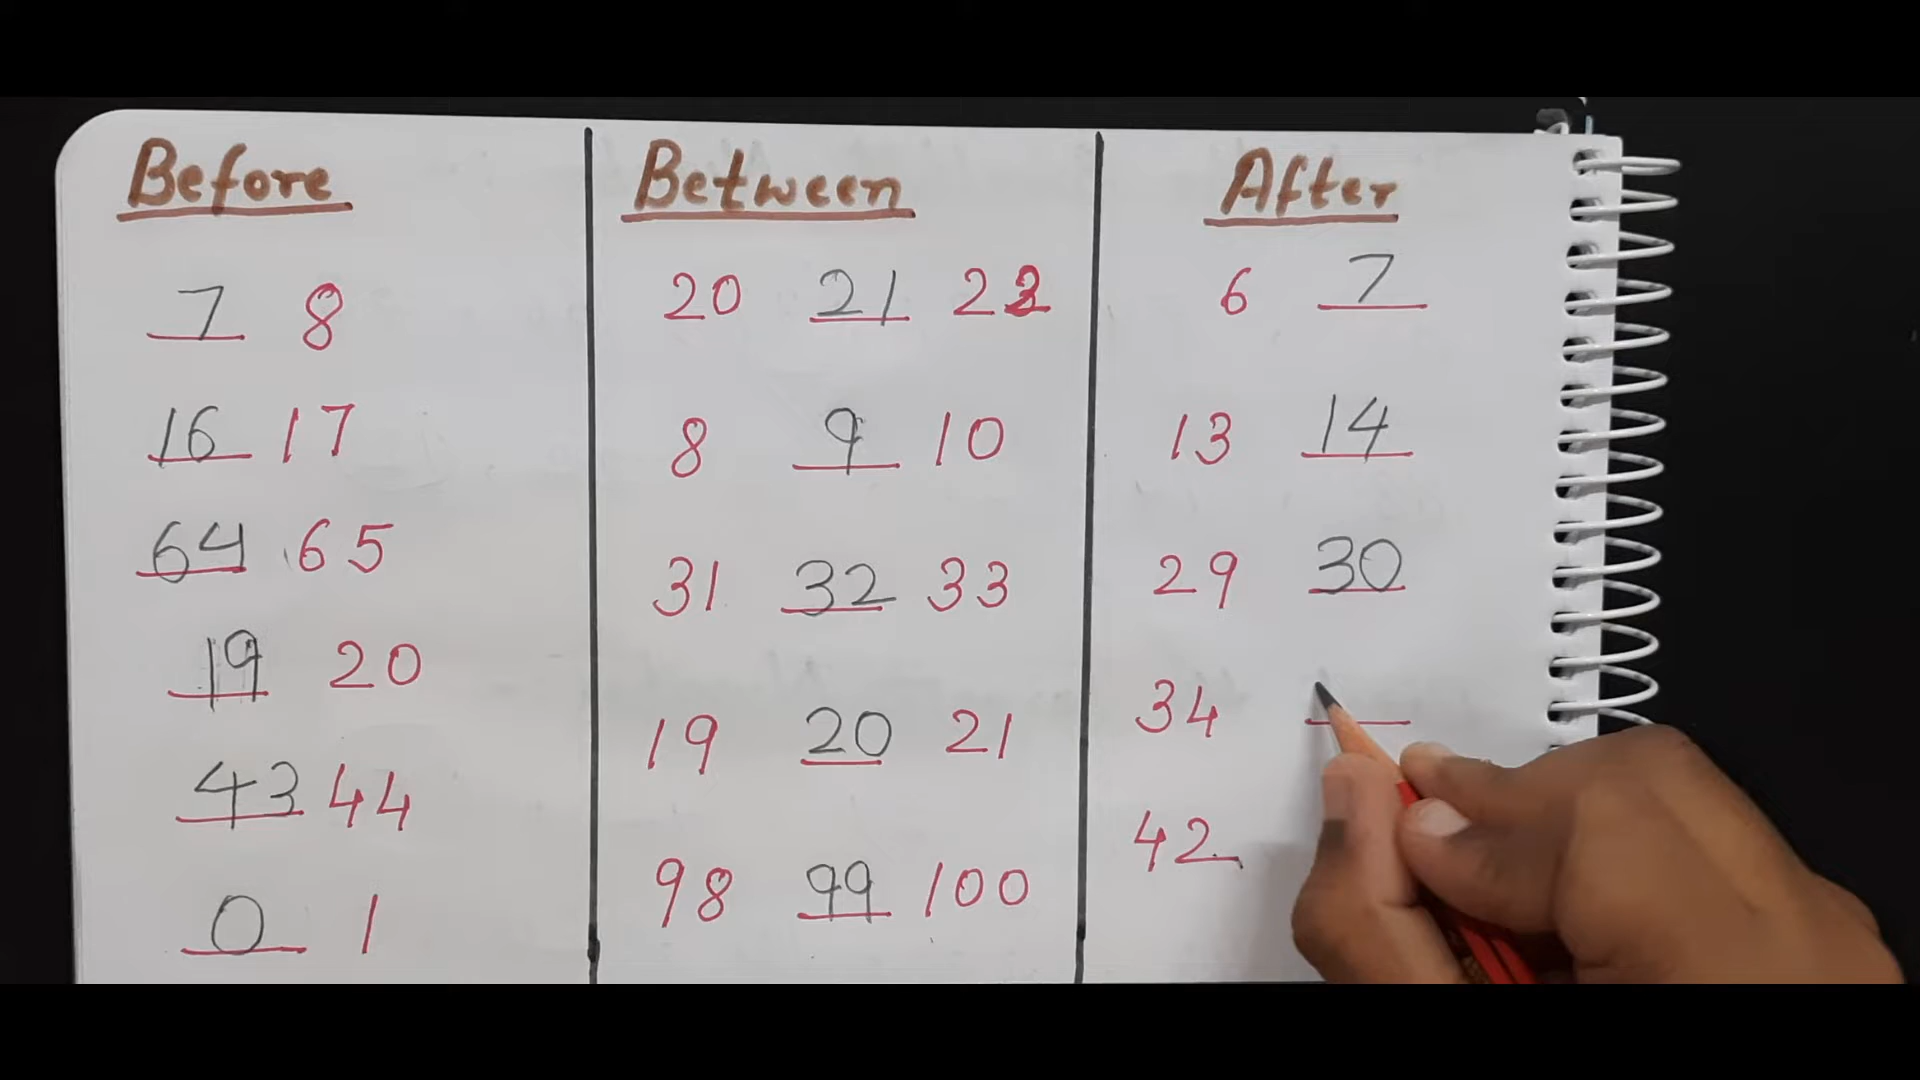 Before
7 8
16 17
64 65
19 20
43 44
0 1
Between
20 21 22
8 9 10
31 32 33
19 20 21
98 99 100
After
6 7
13 14
29 30
34
42